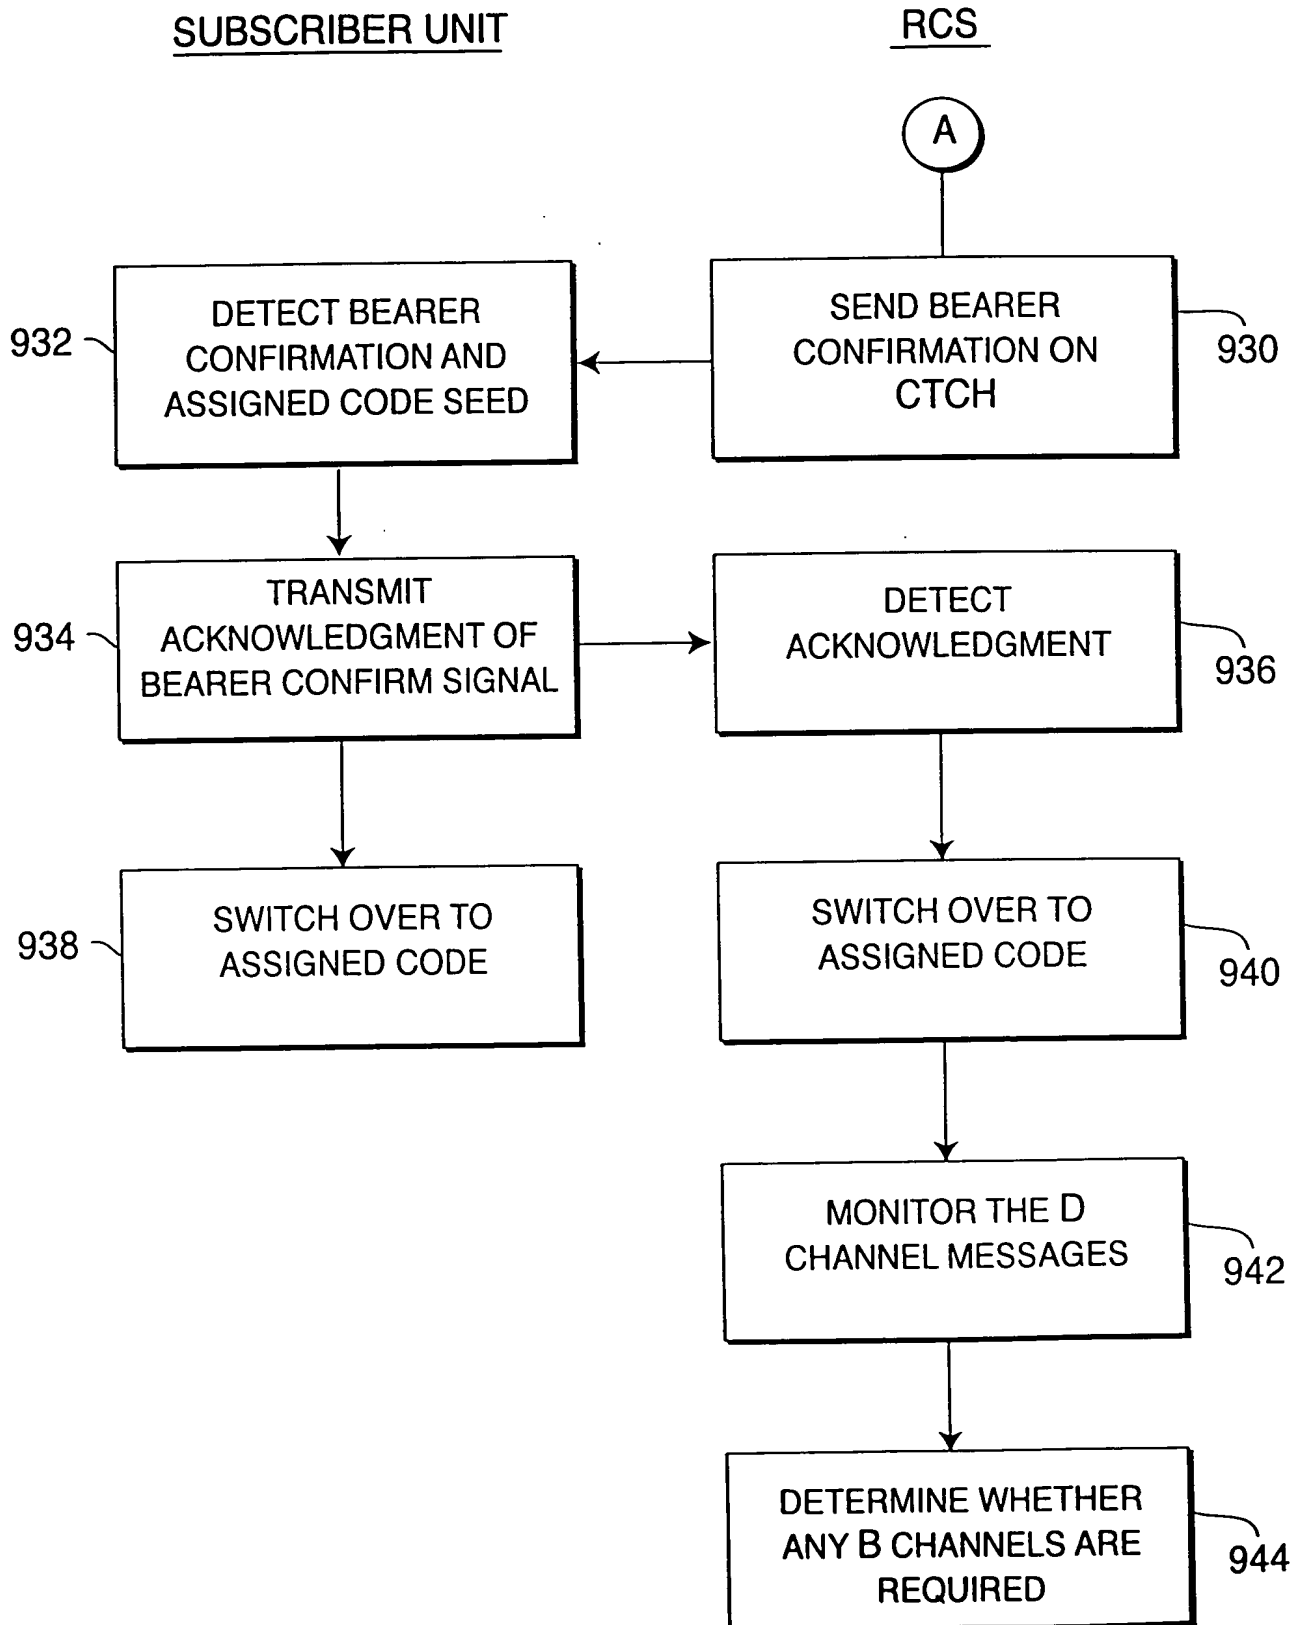 SUBSCRIBER UNIT
RCS
A
932
DETECT BEARER
CONFIRMATION AND
ASSIGNED CODE SEED
SEND BEARER
CONFIRMATION ON
CTCH
930
934
TRANSMIT
ACKNOWLEDGMENT OF
BEARER CONFIRM SIGNAL
DETECT
ACKNOWLEDGMENT
936
938
SWITCH OVER TO
ASSIGNED CODE
SWITCH OVER TO
ASSIGNED CODE
940
MONITOR THE D
CHANNEL MESSAGES
942
DETERMINE WHETHER
ANY B CHANNELS ARE
REQUIRED
944